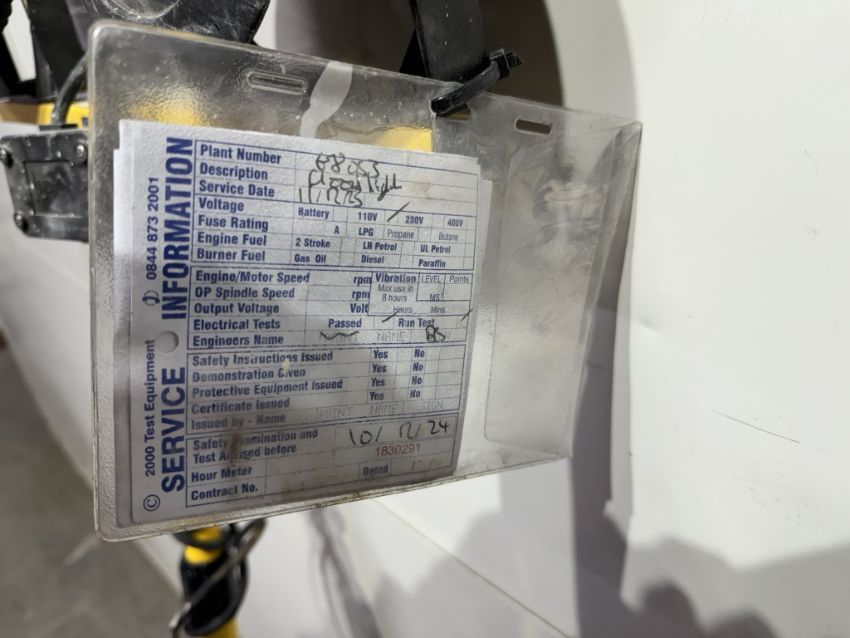 © 2000 Test Equipment ✆ 0844 873 2001
SERVICE INFORMATION
Plant Number
Description
Service Date
Voltage Battery 110V / 230V 400V
Fuse Rating A LPG Propane Butane
Engine Fuel 2 Stroke LR Petrol UL Petrol
Burner Fuel Gas Oil Diesel Paraffin
Engine/Motor Speed rpm Vibration LEVEL Points
OP Spindle Speed rpm Max use in 8 hours MS
Output Voltage Volt Hours Mins
Electrical Tests Passed / Run Test /
Engineers Name PRINT NAME
Safety Instructions Issued Yes No
Demonstration Given Yes No
Protective Equipment Issued Yes No
Certificate Issued Yes No
Issued by - Name PRINT NAME SIGN
Safety Examination and 10/12/24
Test Advised before 1830291
Hour Meter Dated
Contract No.